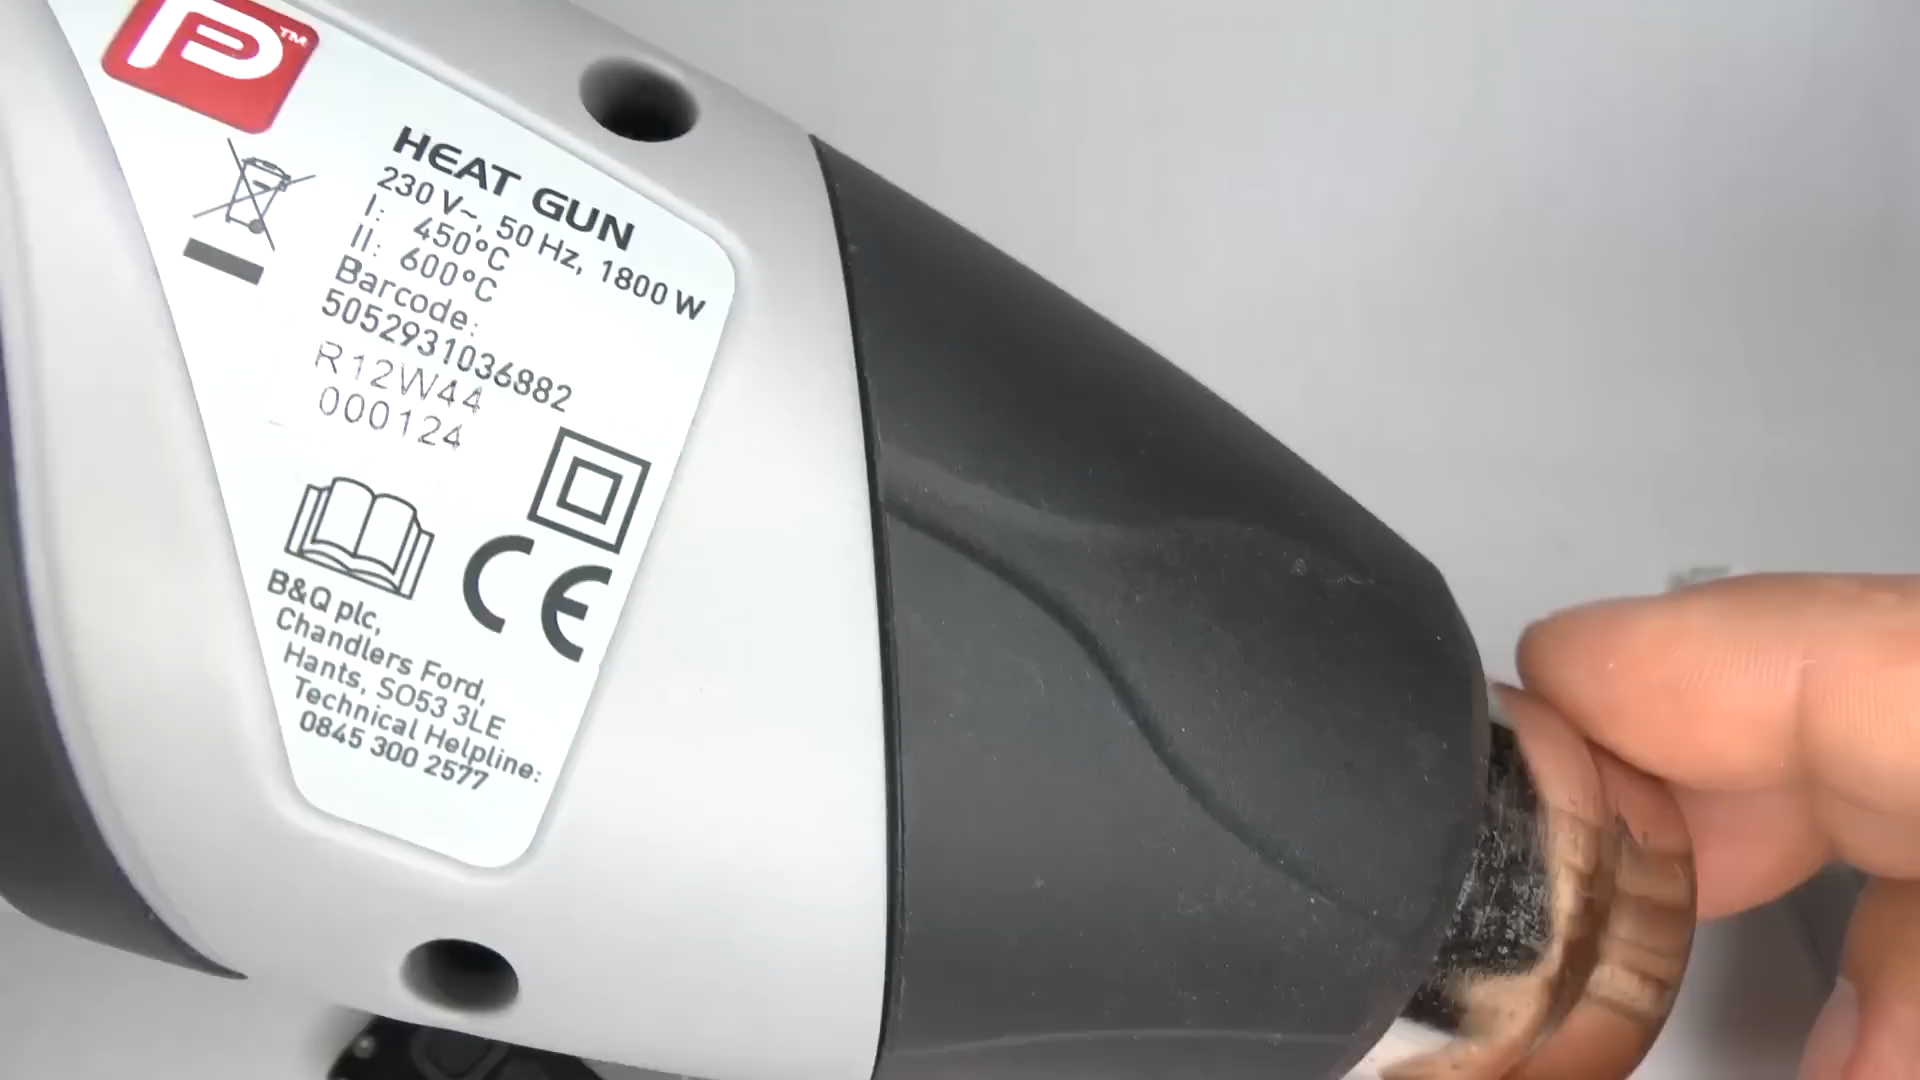 P™
HEAT GUN
230 V~, 50 Hz, 1800 W
I: 450°C
II: 600°C
Barcode:
5052931036882
R12W44
000124
CE
B&Q plc,
Chandlers Ford,
Hants, SO53 3LE
Technical Helpline:
0845 300 2577